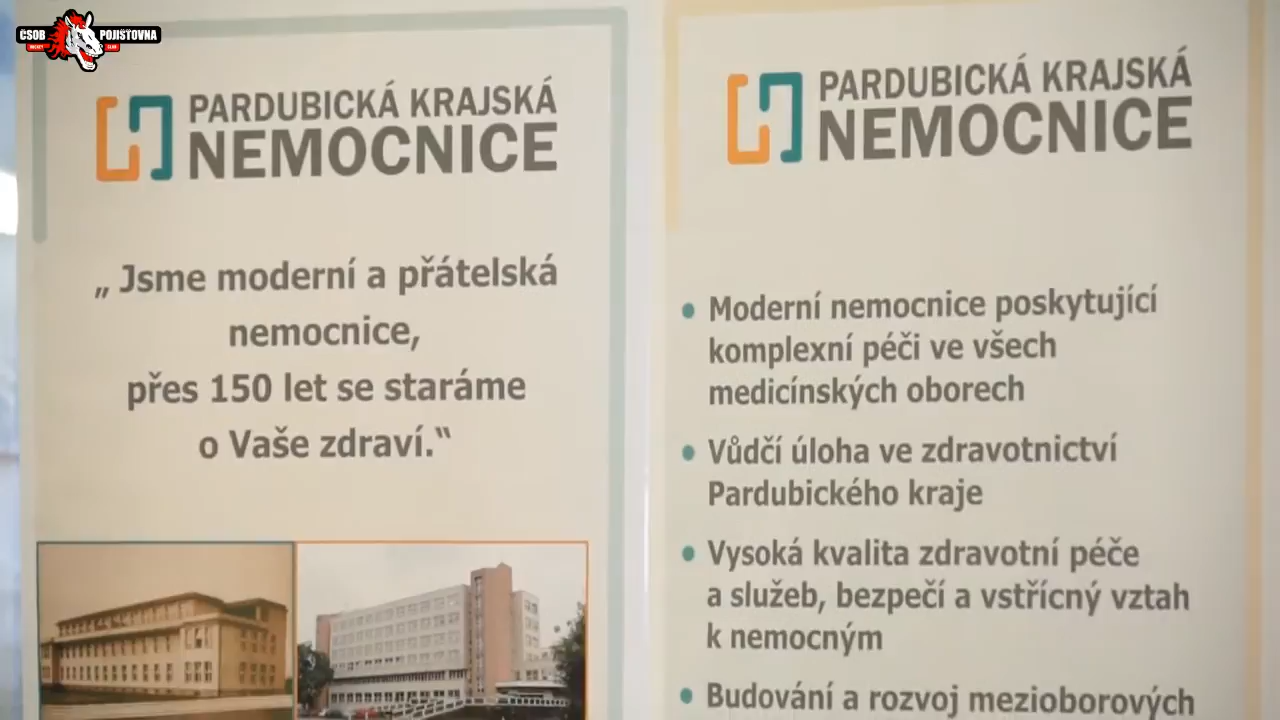 ČSOB POJIŠŤOVNA
PARDUBICKÁ KRAJSKÁ
NEMOCNICE
„ Jsme moderní a přátelská
nemocnice,
přes 150 let se staráme
o Vaše zdraví.“
PARDUBICKÁ KRAJSKÁ
NEMOCNICE
• Moderní nemocnice poskytující
komplexní péči ve všech
medicínských oborech
• Vůdčí úloha ve zdravotnictví
Pardubického kraje
• Vysoká kvalita zdravotní péče
a služeb, bezpečí a vstřícný vztah
k nemocným
• Budování a rozvoj mezioborových